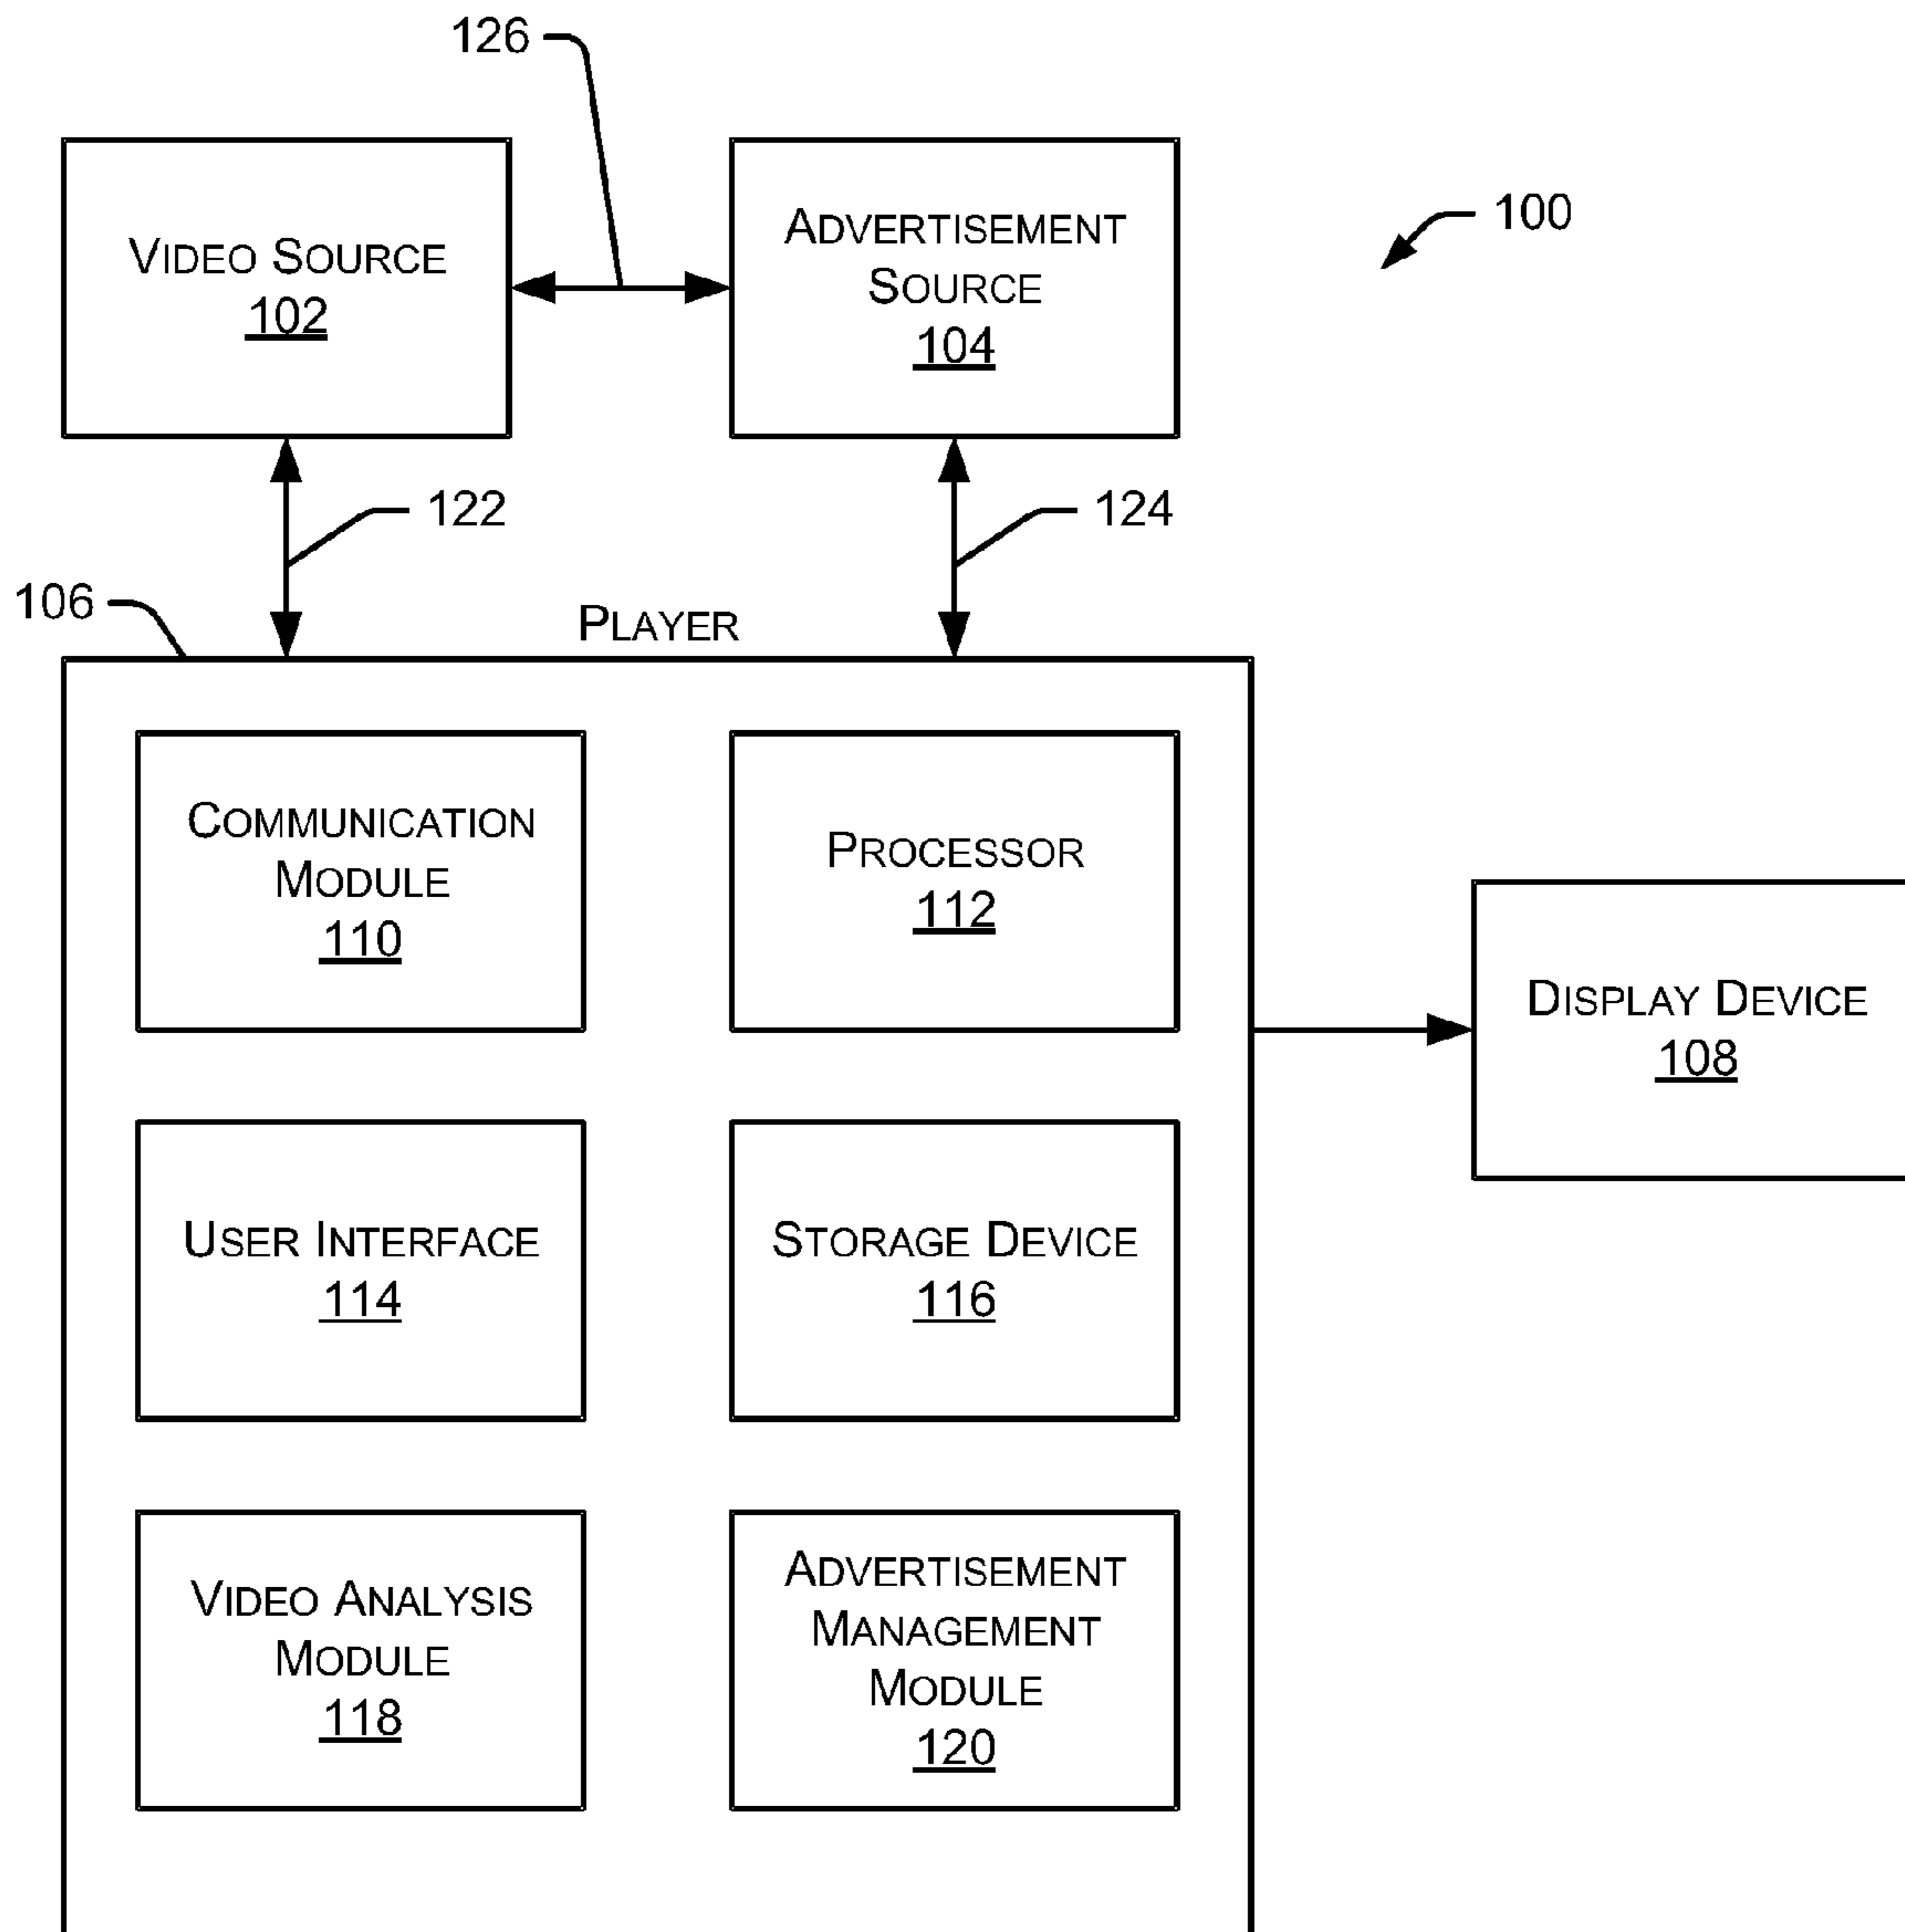 126
VIDEO SOURCE
102
ADVERTISEMENT
SOURCE
104
100
122
124
106
PLAYER
COMMUNICATION
MODULE
110
PROCESSOR
112
DISPLAY DEVICE
108
USER INTERFACE
114
STORAGE DEVICE
116
VIDEO ANALYSIS
MODULE
118
ADVERTISEMENT
MANAGEMENT
MODULE
120